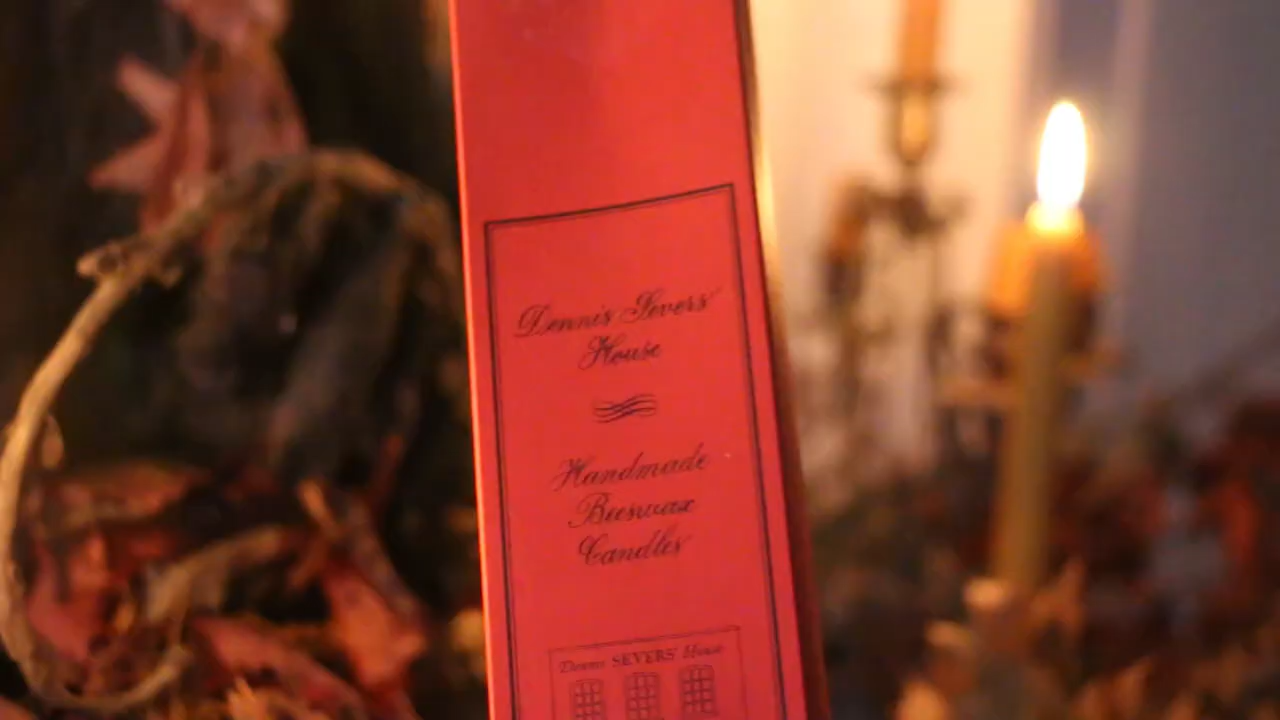 Dennis Severs'
House
Handmade
Beeswax
Candles
Dennis SEVERS' House